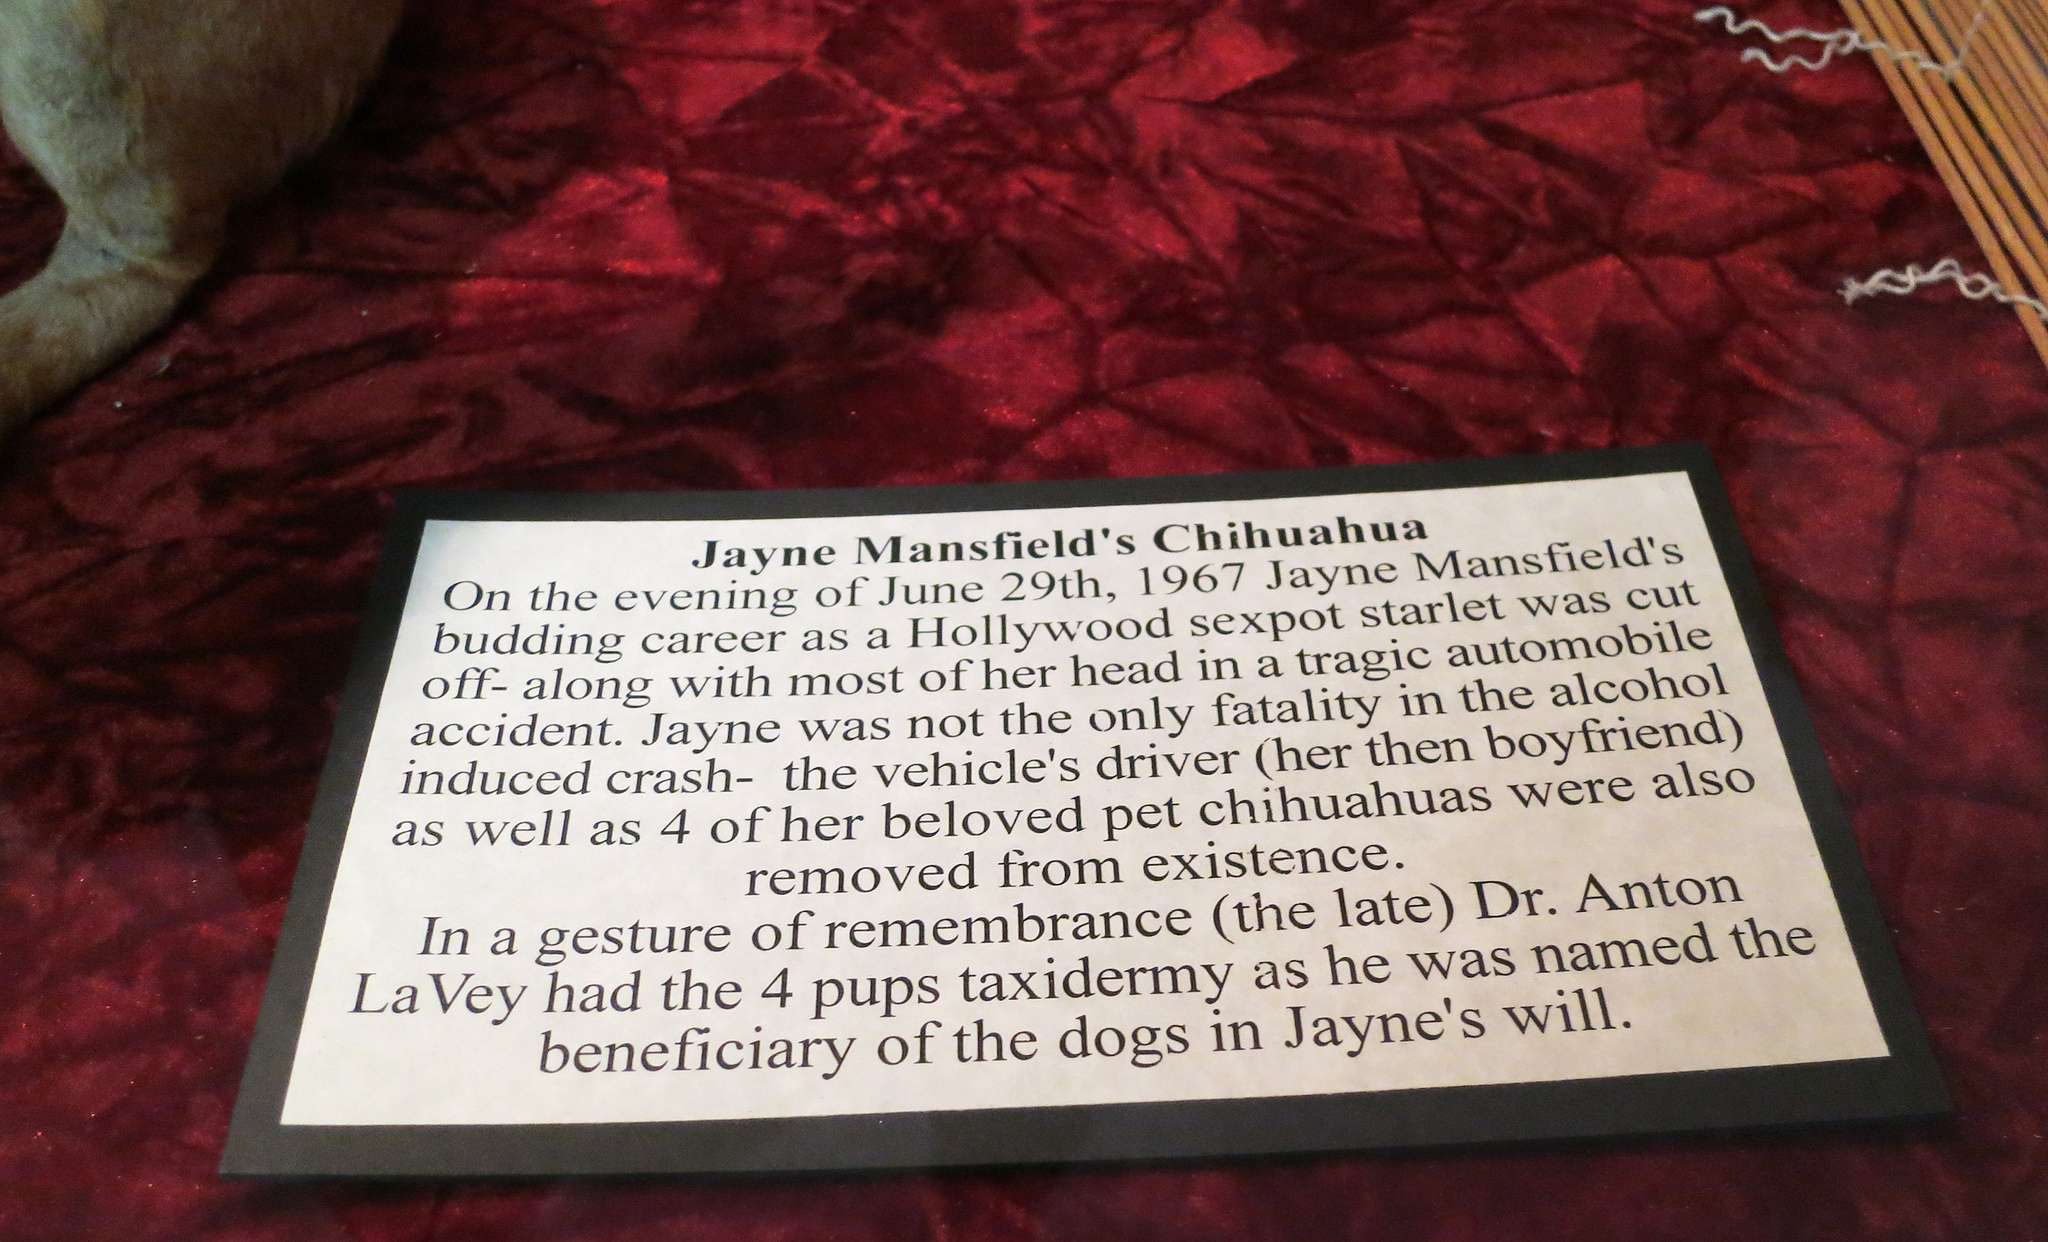 Jayne Mansfield's Chihuahua
On the evening of June 29th, 1967 Jayne Mansfield's
budding career as a Hollywood sexpot starlet was cut
off- along with most of her head in a tragic automobile
accident. Jayne was not the only fatality in the alcohol
induced crash- the vehicle's driver (her then boyfriend)
as well as 4 of her beloved pet chihuahuas were also
removed from existence.
In a gesture of remembrance (the late) Dr. Anton
LaVey had the 4 pups taxidermy as he was named the
beneficiary of the dogs in Jayne's will.